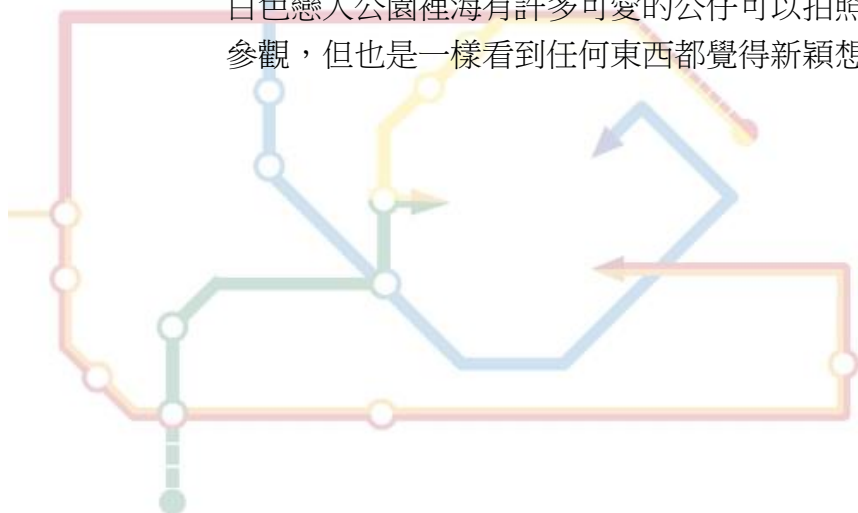 白色戀人公園裡海有許多可愛的公仔可以拍照
參觀，但也是一樣看到任何東西都覺得新穎想